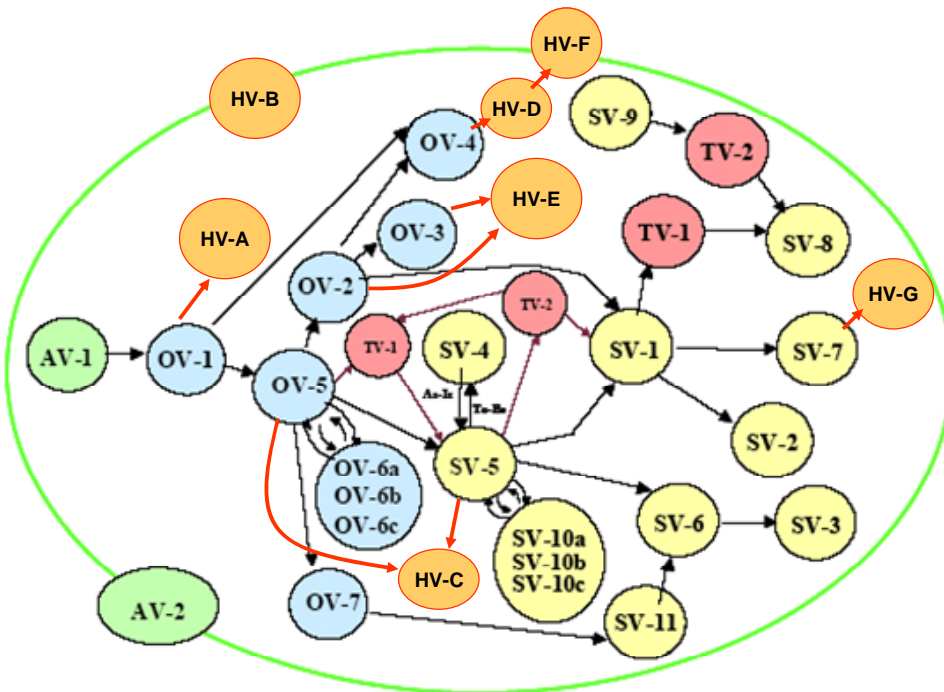 HV-F
HV-B
HV-D
SV-9
OV-4
TV-2
HV-E
HV-A
OV-3
TV-1
SV-8
OV-2
HV-G
TV-2
AV-1
OV-1
TV-1
SV-4
SV-1
SV-7
OV-5
As-Is
To-Be
SV-2
OV-6a
OV-6b
OV-6c
SV-5
SV-6
SV-3
SV-10a
SV-10b
SV-10c
HV-C
AV-2
OV-7
SV-11